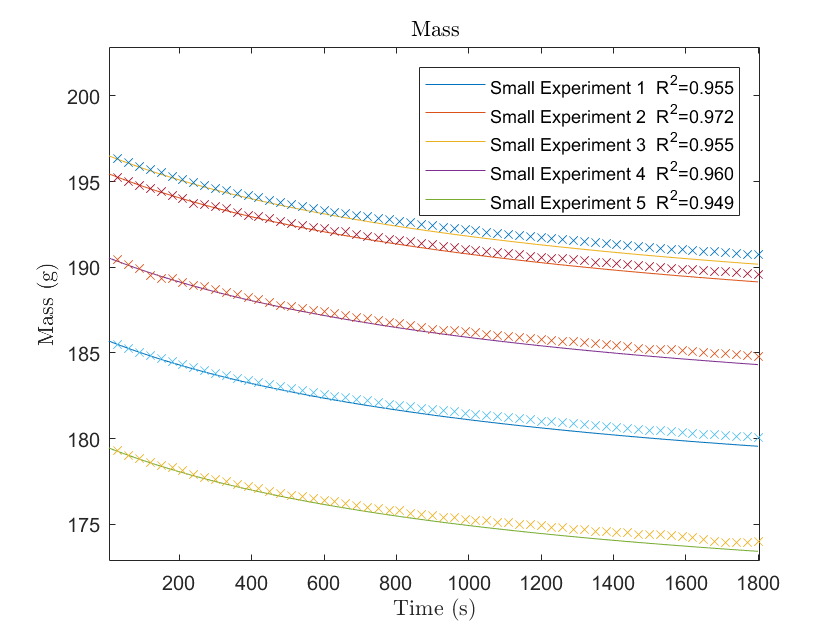 Mass
Small Experiment 1 R²=0.955
Small Experiment 2 R²=0.972
Small Experiment 3 R²=0.955
Small Experiment 4 R²=0.960
Small Experiment 5 R²=0.949
200
195
190
185
180
175
Mass (g)
200 400 600 800 1000 1200 1400 1600 1800
Time (s)